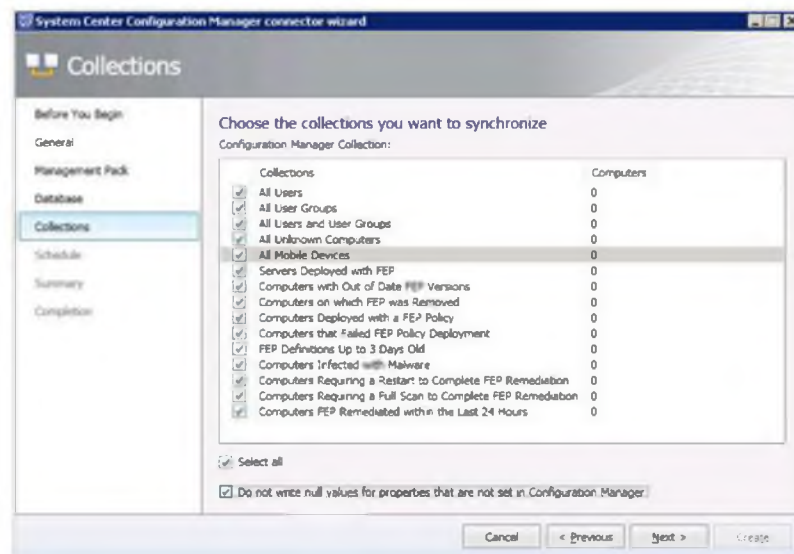 System Center Configuration Manager connector wizard
Collections
Before You Begin
General
Management Pack
Database
Collections
Schedule
Summary
Completion
Choose the collections you want to synchronize
Configuration Manager Collection:
Collections Computers
All Users 0
All User Groups 0
All Users and User Groups 0
All Unknown Computers 0
All Mobile Devices 0
Servers Deployed with FEP 0
Computers with Out of Date FEP Versions 0
Computers on which FEP was Removed 0
Computers Deployed with a FEP Policy 0
Computers that Failed FEP Policy Deployment 0
FEP Definitions Up to 3 Days Old 0
Computers Infected with Malware 0
Computers Requiring a Restart to Complete FEP Remediation 0
Computers Requiring a Full Scan to Complete FEP Remediation 0
Computers FEP Remediated within the Last 24 Hours 0
Select all
Do not write null values for properties that are not set in Configuration Manager
Cancel < Previous Next > Create